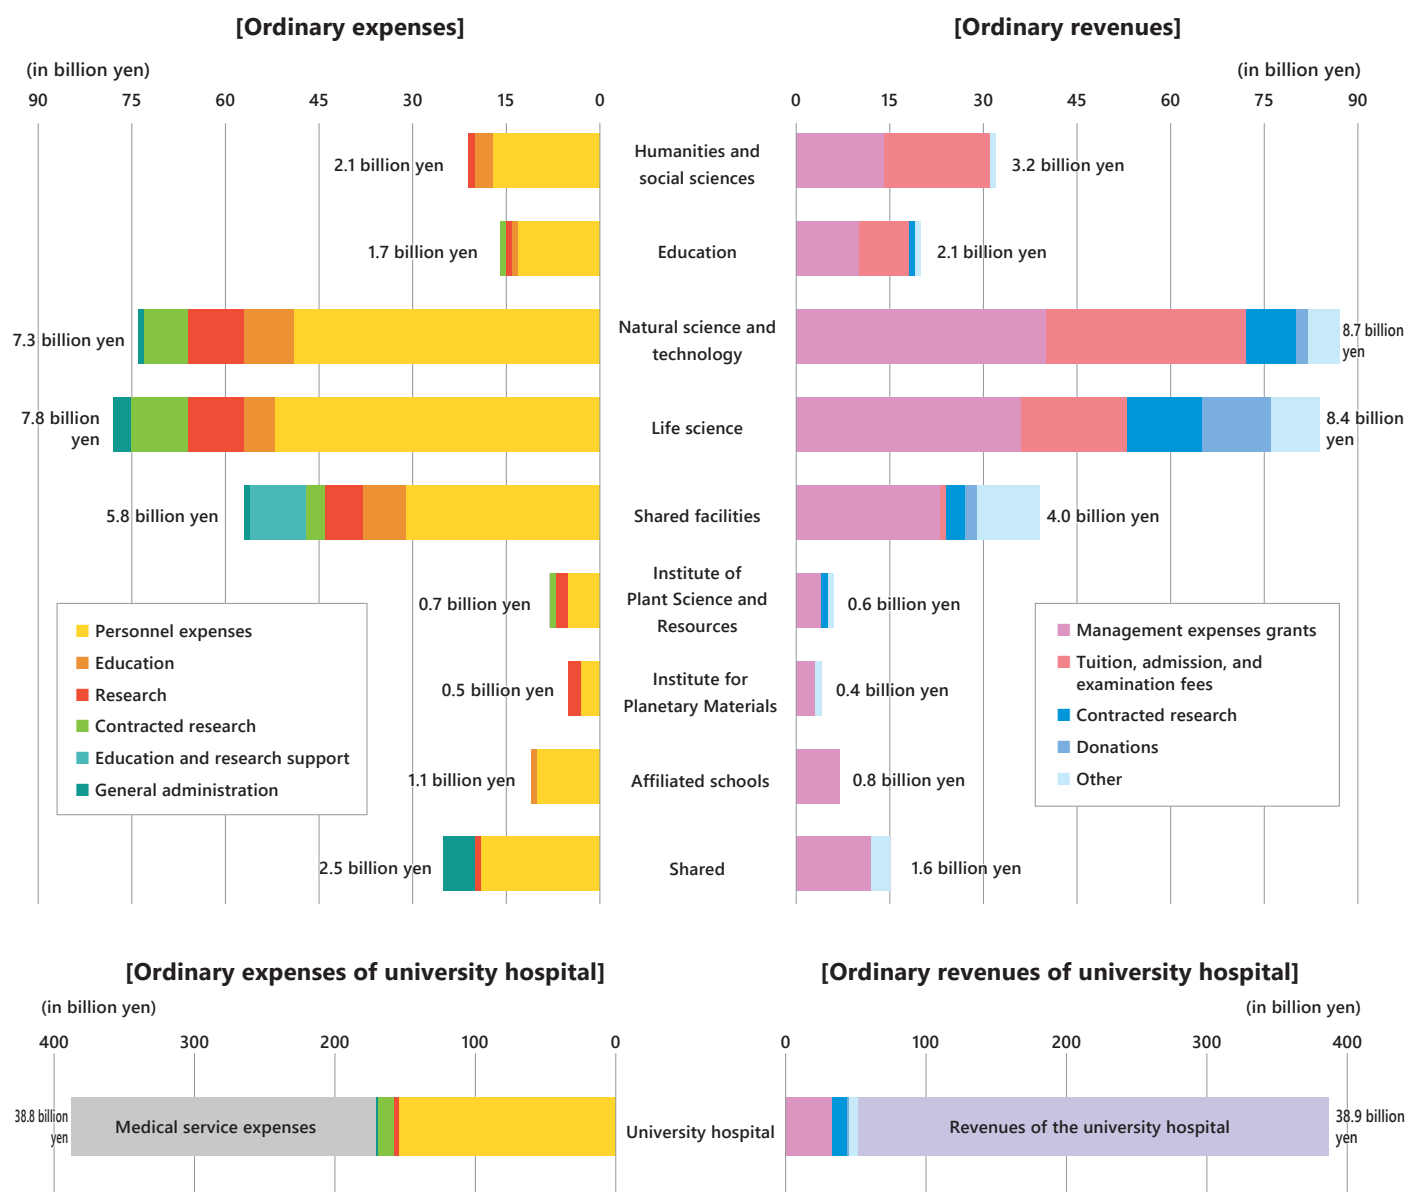 [Ordinary expenses]
[Ordinary revenues]
(in billion yen)
(in billion yen)
90 75 60 45 30 15 0
0 15 30 45 60 75 90
2.1 billion yen
Humanities and
social sciences
3.2 billion yen
1.7 billion yen
Education
2.1 billion yen
7.3 billion yen
Natural science and
technology
8.7 billion
yen
7.8 billion
yen
Life science
8.4 billion
yen
5.8 billion yen
Shared facilities
4.0 billion yen
0.7 billion yen
Institute of
Plant Science and
Resources
0.6 billion yen
0.5 billion yen
Institute for
Planetary Materials
0.4 billion yen
1.1 billion yen
Affiliated schools
0.8 billion yen
2.5 billion yen
Shared
1.6 billion yen
Personnel expenses
Education
Research
Contracted research
Education and research support
General administration
Management expenses grants
Tuition, admission, and
examination fees
Contracted research
Donations
Other
[Ordinary expenses of university hospital]
[Ordinary revenues of university hospital]
(in billion yen)
(in billion yen)
400 300 200 100 0
0 100 200 300 400
38.8 billion
yen
Medical service expenses
University hospital
Revenues of the university hospital
38.9 billion
yen